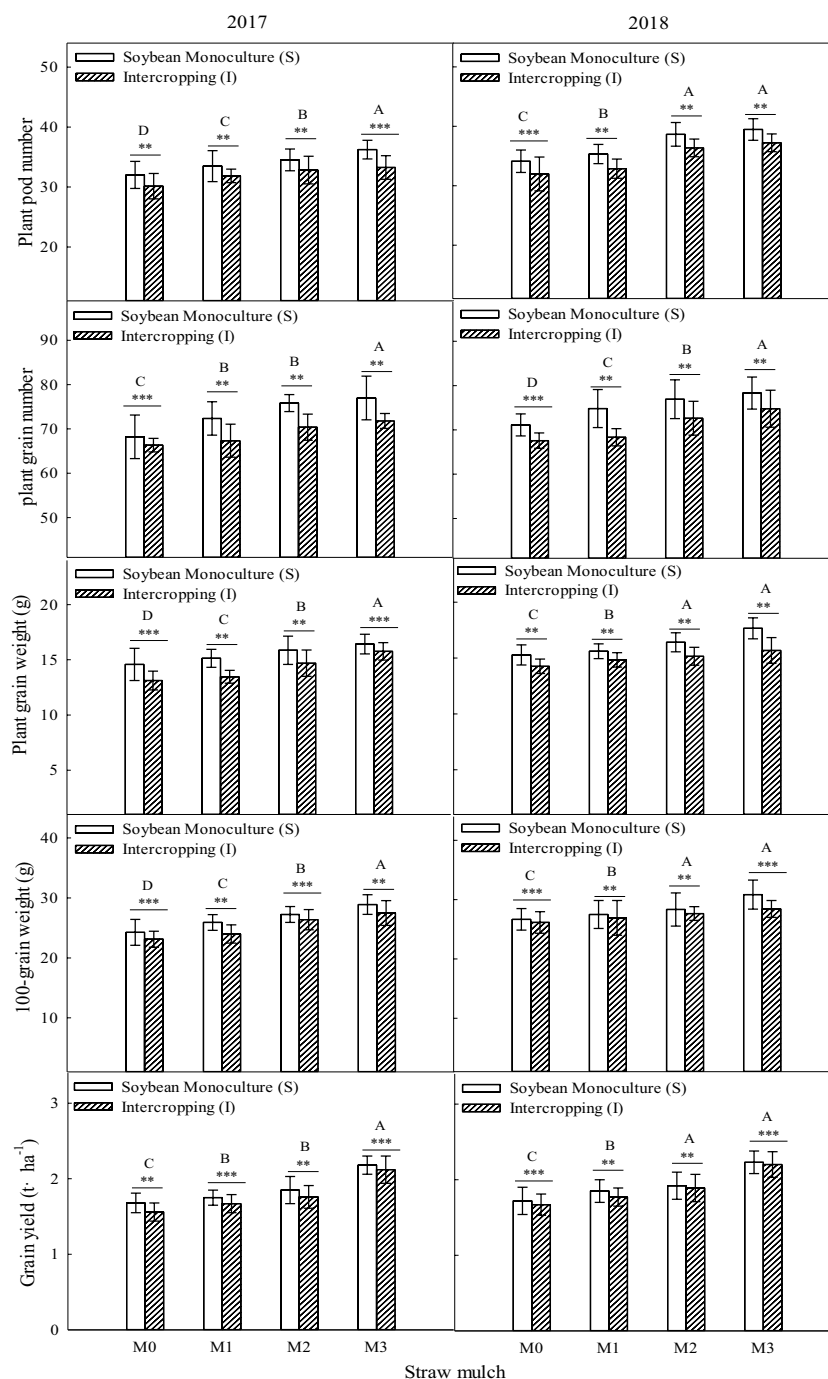 2017
2018
Soybean Monoculture (S)
Intercropping (I)
50
40
30
20
Plant pod number
D
**
C
**
B
**
A
***
Soybean Monoculture (S)
Intercropping (I)
C
***
B
**
A
**
A
**
Soybean Monoculture (S)
Intercropping (I)
90
80
70
60
50
plant grain number
C
***
B
**
B
**
A
**
Soybean Monoculture (S)
Intercropping (I)
D
***
C
**
B
**
A
**
Soybean Monoculture (S)
Intercropping (I)
20
15
10
5
Plant grain weight (g)
D
***
C
**
B
**
A
***
Soybean Monoculture (S)
Intercropping (I)
C
**
B
**
A
**
A
**
Soybean Monoculture (S)
Intercropping (I)
40
30
20
10
100-grain weight (g)
D
***
C
**
B
***
A
**
Soybean Monoculture (S)
Intercropping (I)
C
***
B
**
A
**
A
***
Soybean Monoculture (S)
Intercropping (I)
3
2
1
0
Grain yield (t· ha⁻¹)
C
**
B
***
B
**
A
***
Soybean Monoculture (S)
Intercropping (I)
C
***
B
**
A
**
A
***
M0 M1 M2 M3
M0 M1 M2 M3
Straw mulch